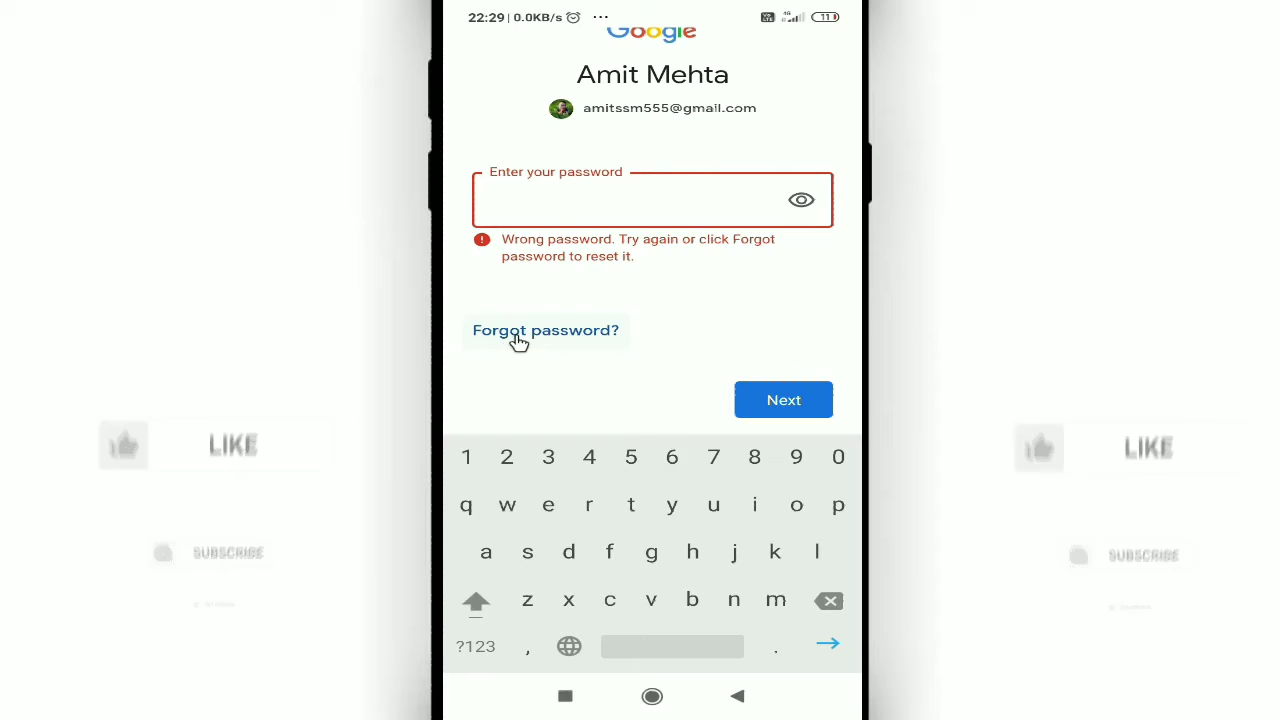 22:29 | 0.0KB/s ...
11
Google
Amit Mehta
amitssm555@gmail.com
Enter your password
Wrong password. Try again or click Forgot
password to reset it.
Forgot password?
Next
1 2 3 4 5 6 7 8 9 0
q w e r t y u i o p
a s d f g h j k l
z x c v b n m
?123 , .
LIKE
SUBSCRIBE
LIKE
SUBSCRIBE